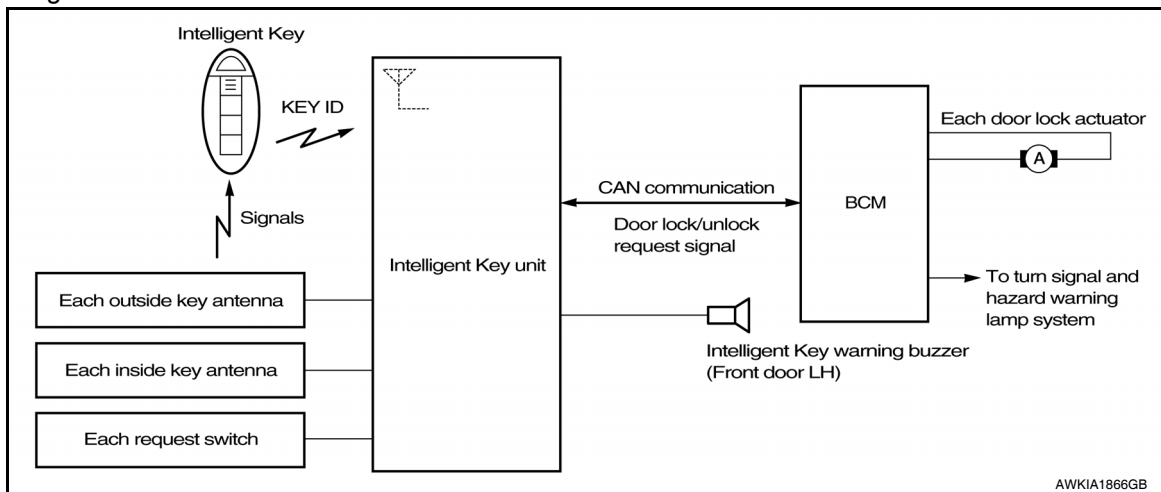 Intelligent Key
KEY ID
Signals
Each outside key antenna
Each inside key antenna
Each request switch
Intelligent Key unit
CAN communication
Door lock/unlock
request signal
Intelligent Key warning buzzer
(Front door LH)
BCM
Each door lock actuator
A
To turn signal and
hazard warning
lamp system
AWKIA1866GB